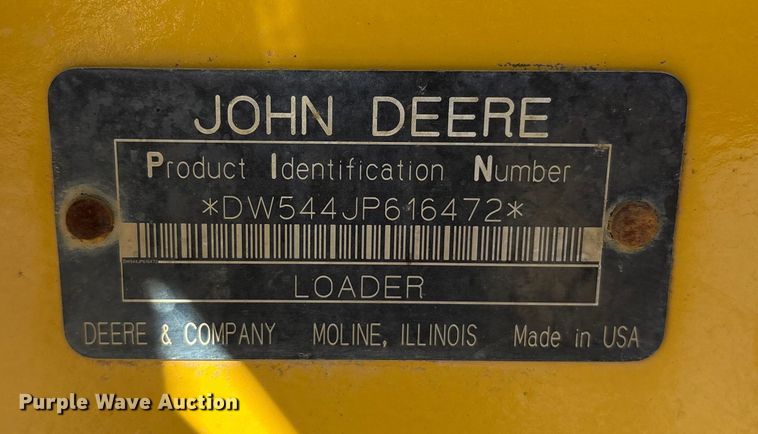 JOHN DEERE
Product Identification Number
*DW544JP616472*
LOADER
DEERE & COMPANY MOLINE, ILLINOIS Made in USA
Purple Wave Auction